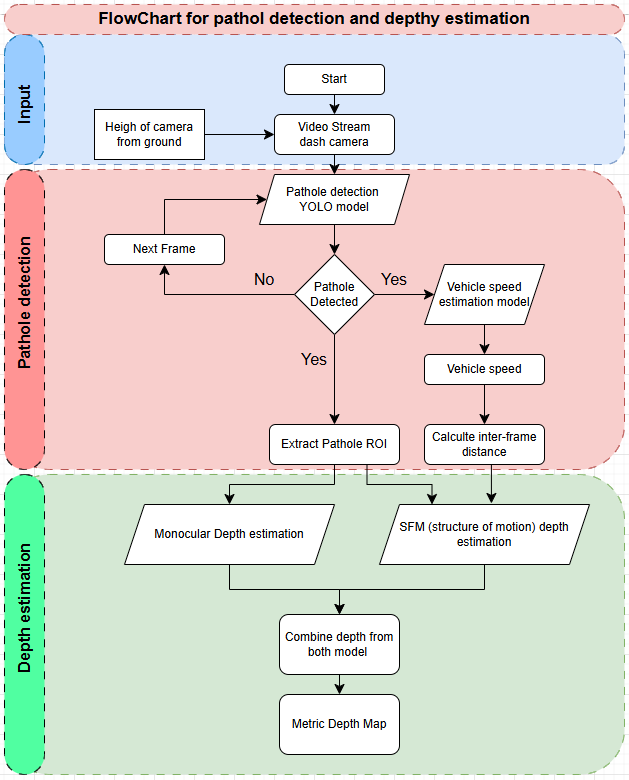 FlowChart for pathol detection and depthy estimation
Input
Start
Heigh of camera
from ground
Video Stream
dash camera
Pathole detection
Pathole detection
YOLO model
Next Frame
No
Pathole
Detected
Yes
Vehicle speed
estimation model
Yes
Vehicle speed
Extract Pathole ROI
Calculte inter-frame
distance
Depth estimation
Monocular Depth estimation
SFM (structure of motion) depth
estimation
Combine depth from
both model
Metric Depth Map